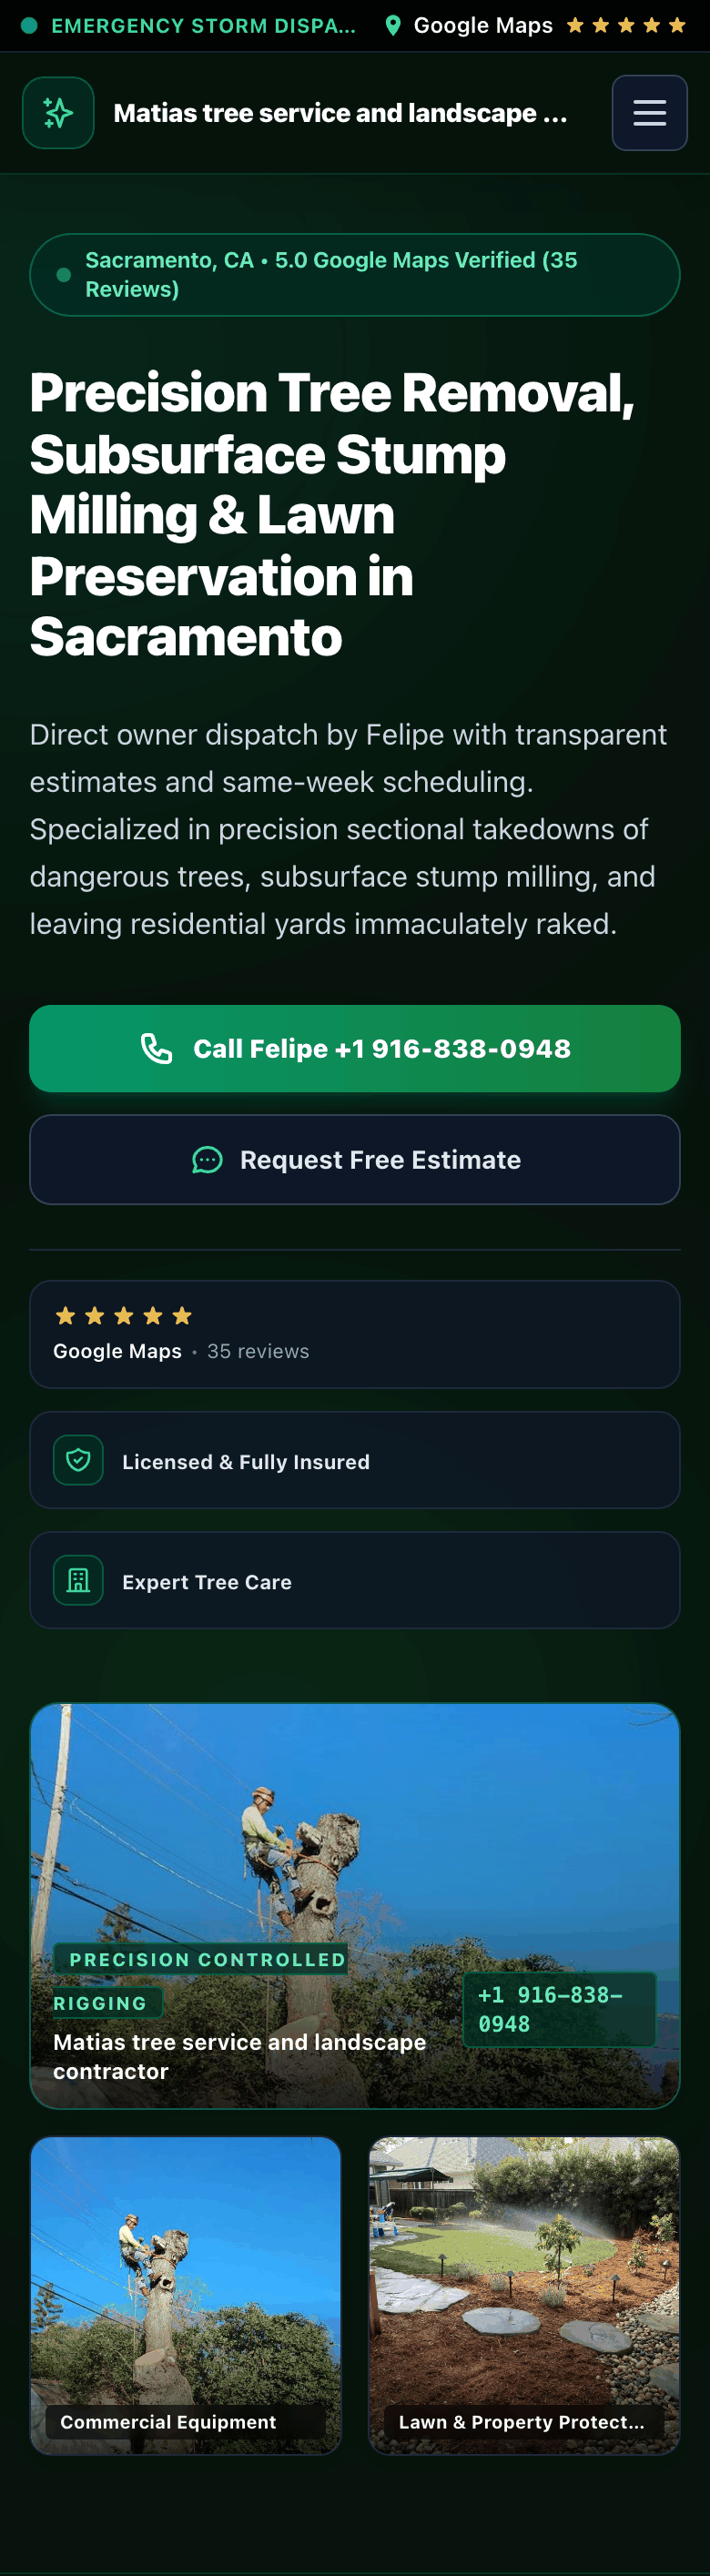 EMERGENCY STORM DISPA...
Google Maps
Matias tree service and landscape ...
Sacramento, CA • 5.0 Google Maps Verified (35
Reviews)
Precision Tree Removal,
Subsurface Stump
Milling & Lawn
Preservation in
Sacramento
Direct owner dispatch by Felipe with transparent
estimates and same-week scheduling.
Specialized in precision sectional takedowns of
dangerous trees, subsurface stump milling, and
leaving residential yards immaculately raked.
Call Felipe +1 916-838-0948
Request Free Estimate
Google Maps • 35 reviews
Licensed & Fully Insured
Expert Tree Care
PRECISION CONTROLLED
RIGGING
Matias tree service and landscape
contractor
+1 916-838-
0948
Commercial Equipment
Lawn & Property Protect...